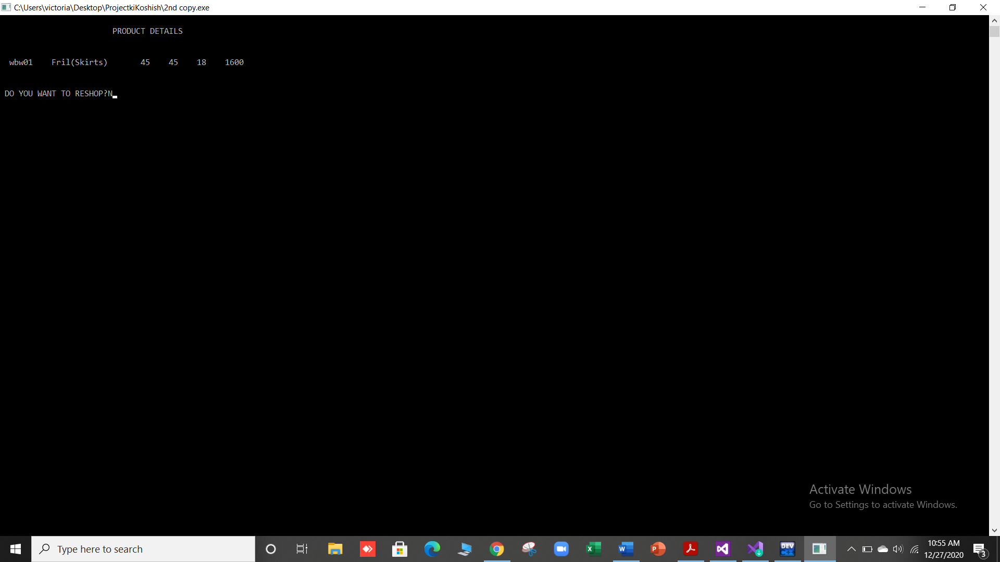 C:\Users\victoria\Desktop\ProjectkiKoshish\2nd copy.exe
PRODUCT DETAILS
wbw01 Fril(Skirts) 45 45 18 1600
DO YOU WANT TO RESHOP?N
Activate Windows
Go to Settings to activate Windows.
Type here to search
DEV
10:55 AM
12/27/2020
3